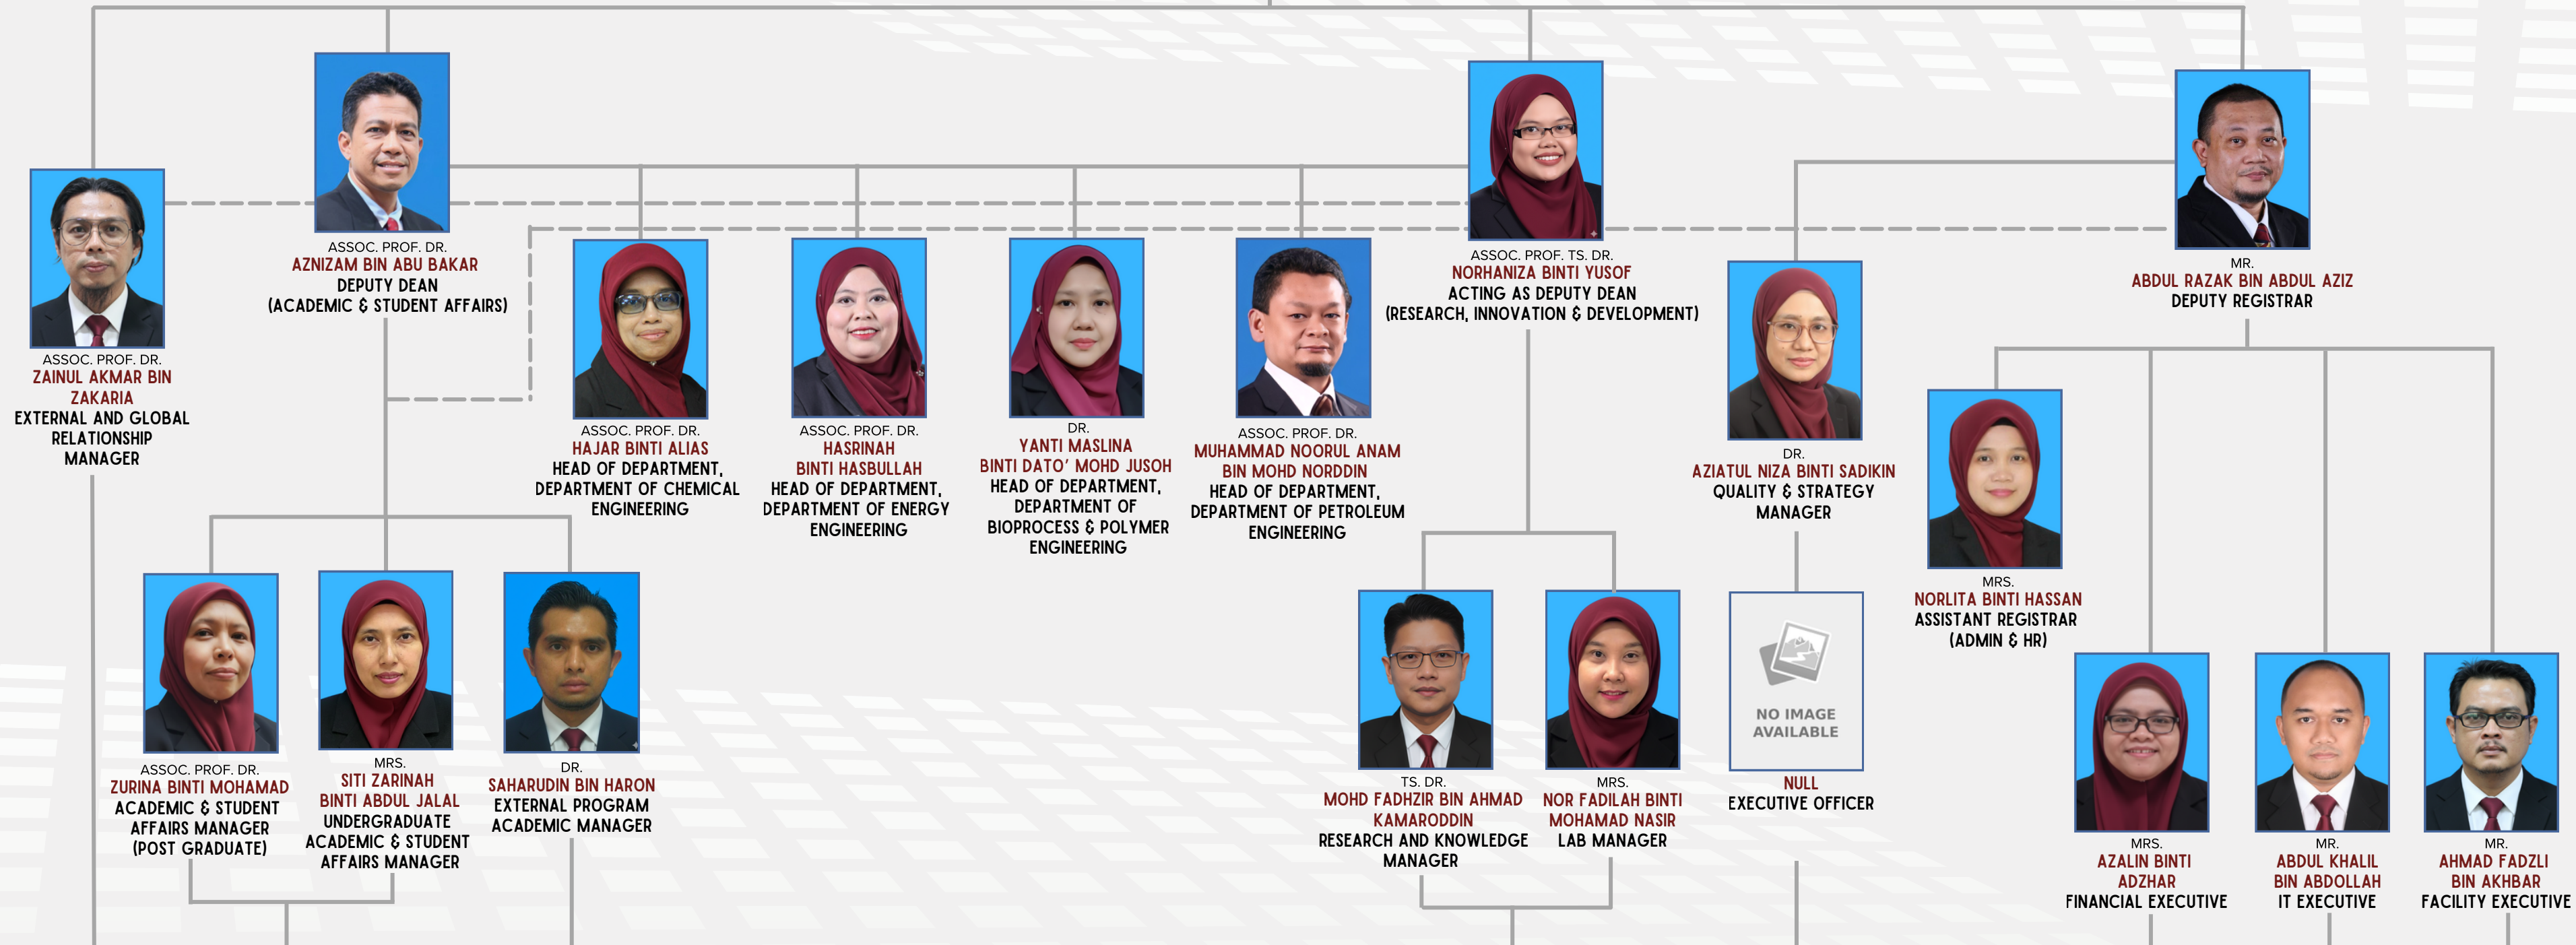 ASSOC. PROF. DR.
AZNIZAM BIN ABU BAKAR
DEPUTY DEAN
(ACADEMIC & STUDENT AFFAIRS)
ASSOC. PROF. TS. DR.
NORHANIZA BINTI YUSOF
ACTING AS DEPUTY DEAN
(RESEARCH, INNOVATION & DEVELOPMENT)
MR.
ABDUL RAZAK BIN ABDUL AZIZ
DEPUTY REGISTRAR
ASSOC. PROF. DR.
ZAINUL AKMAR BIN
ZAKARIA
EXTERNAL AND GLOBAL
RELATIONSHIP
MANAGER
ASSOC. PROF. DR.
HAJAR BINTI ALIAS
HEAD OF DEPARTMENT,
DEPARTMENT OF CHEMICAL
ENGINEERING
ASSOC. PROF. DR.
HASRINAH
BINTI HASBULLAH
HEAD OF DEPARTMENT,
DEPARTMENT OF ENERGY
ENGINEERING
DR.
YANTI MASLINA
BINTI DATO' MOHD JUSOH
HEAD OF DEPARTMENT,
DEPARTMENT OF
BIOPROCESS & POLYMER
ENGINEERING
ASSOC. PROF. DR.
MUHAMMAD NOORUL ANAM
BIN MOHD NORDDIN
HEAD OF DEPARTMENT,
DEPARTMENT OF PETROLEUM
ENGINEERING
DR.
AZIATUL NIZA BINTI SADIKIN
QUALITY & STRATEGY
MANAGER
MRS.
NORLITA BINTI HASSAN
ASSISTANT REGISTRAR
(ADMIN & HR)
ASSOC. PROF. DR.
ZURINA BINTI MOHAMAD
ACADEMIC & STUDENT
AFFAIRS MANAGER
(POST GRADUATE)
MRS.
SITI ZARINAH
BINTI ABDUL JALAL
UNDERGRADUATE
ACADEMIC & STUDENT
AFFAIRS MANAGER
DR.
SAHARUDIN BIN HARON
EXTERNAL PROGRAM
ACADEMIC MANAGER
TS. DR.
MOHD FADHZIR BIN AHMAD
KAMARODDIN
RESEARCH AND KNOWLEDGE
MANAGER
MRS.
NOR FADILAH BINTI
MOHAMAD NASIR
LAB MANAGER
NO IMAGE
AVAILABLE
NULL
EXECUTIVE OFFICER
MRS.
AZALIN BINTI
ADZHAR
FINANCIAL EXECUTIVE
MR.
ABDUL KHALIL
BIN ABDOLLAH
IT EXECUTIVE
MR.
AHMAD FADZLI
BIN AKHBAR
FACILITY EXECUTIVE